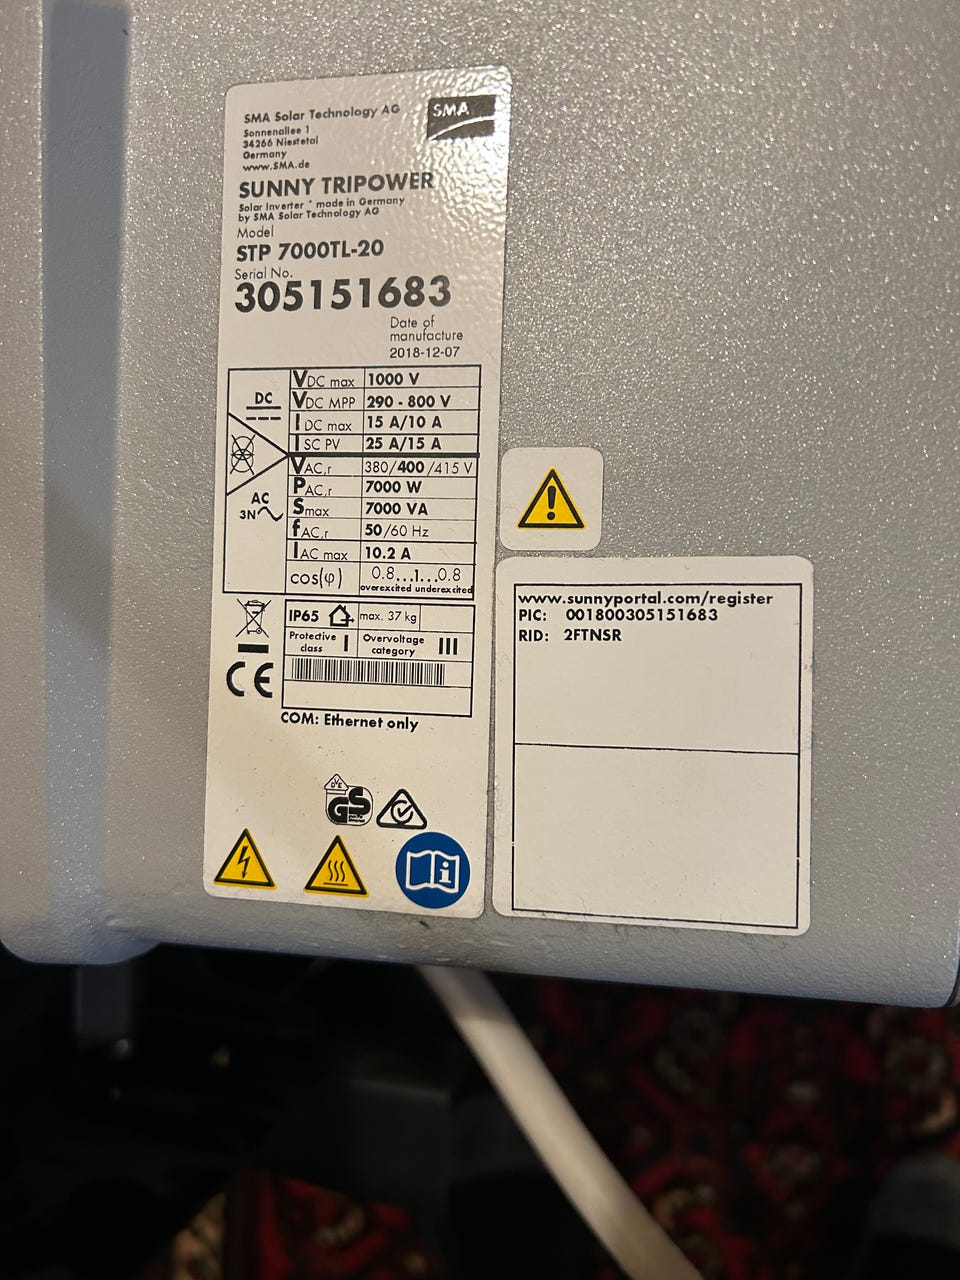 SMA Solar Technology AG
SMA
Sonnenallee 1
34266 Niestetal
Germany
www.SMA.de
SUNNY TRIPOWER
Solar Inverter * made in Germany
by SMA Solar Technology AG
Model
STP 7000TL-20
Serial No.
305151683
Date of
manufacture
2018-12-07
DC
VDC max 1000 V
VDC MPP 290 - 800 V
IDC max 15 A/10 A
ISC PV 25 A/15 A
AC
3N
VAC,r 380/400/415 V
PAC,r 7000 W
Smax 7000 VA
fAC,r 50/60 Hz
IAC max 10.2 A
cos(φ) 0.8...1...0.8
overexcited underexcited
IP65 max. 37 kg
Protective class I Overvoltage category III
CE
COM: Ethernet only
VDE
GS
www.sunnyportal.com/register
PIC: 001800305151683
RID: 2FTNSR